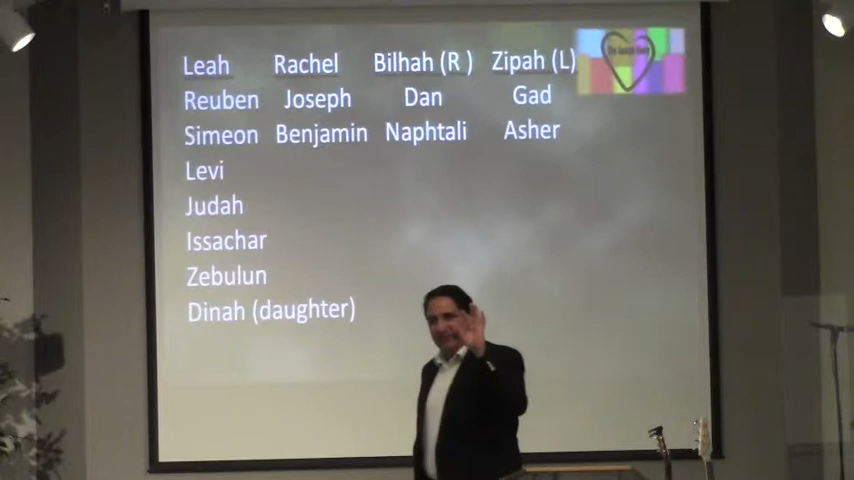 Leah Rachel Bilhah (R ) Zipah (L)
Reuben Joseph Dan Gad
Simeon Benjamin Naphtali Asher
Levi
Judah
Issachar
Zebulun
Dinah (daughter)